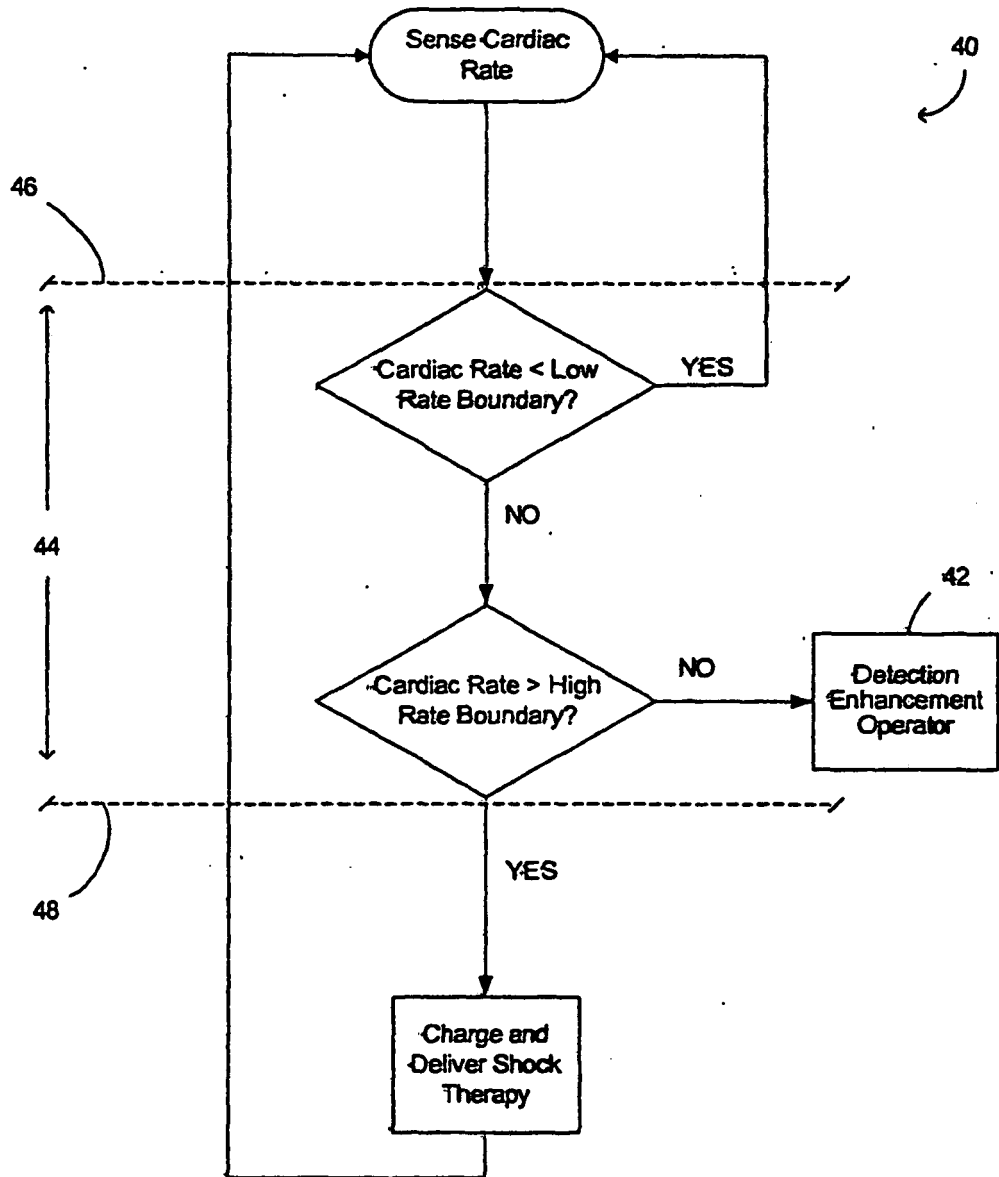 Sense Cardiac
Rate
40
46
Cardiac Rate < Low
Rate Boundary?
YES
NO
44
42
Cardiac Rate > High
Rate Boundary?
NO
Detection
Enhancement
Operator
YES
48
Charge and
Deliver Shock
Therapy